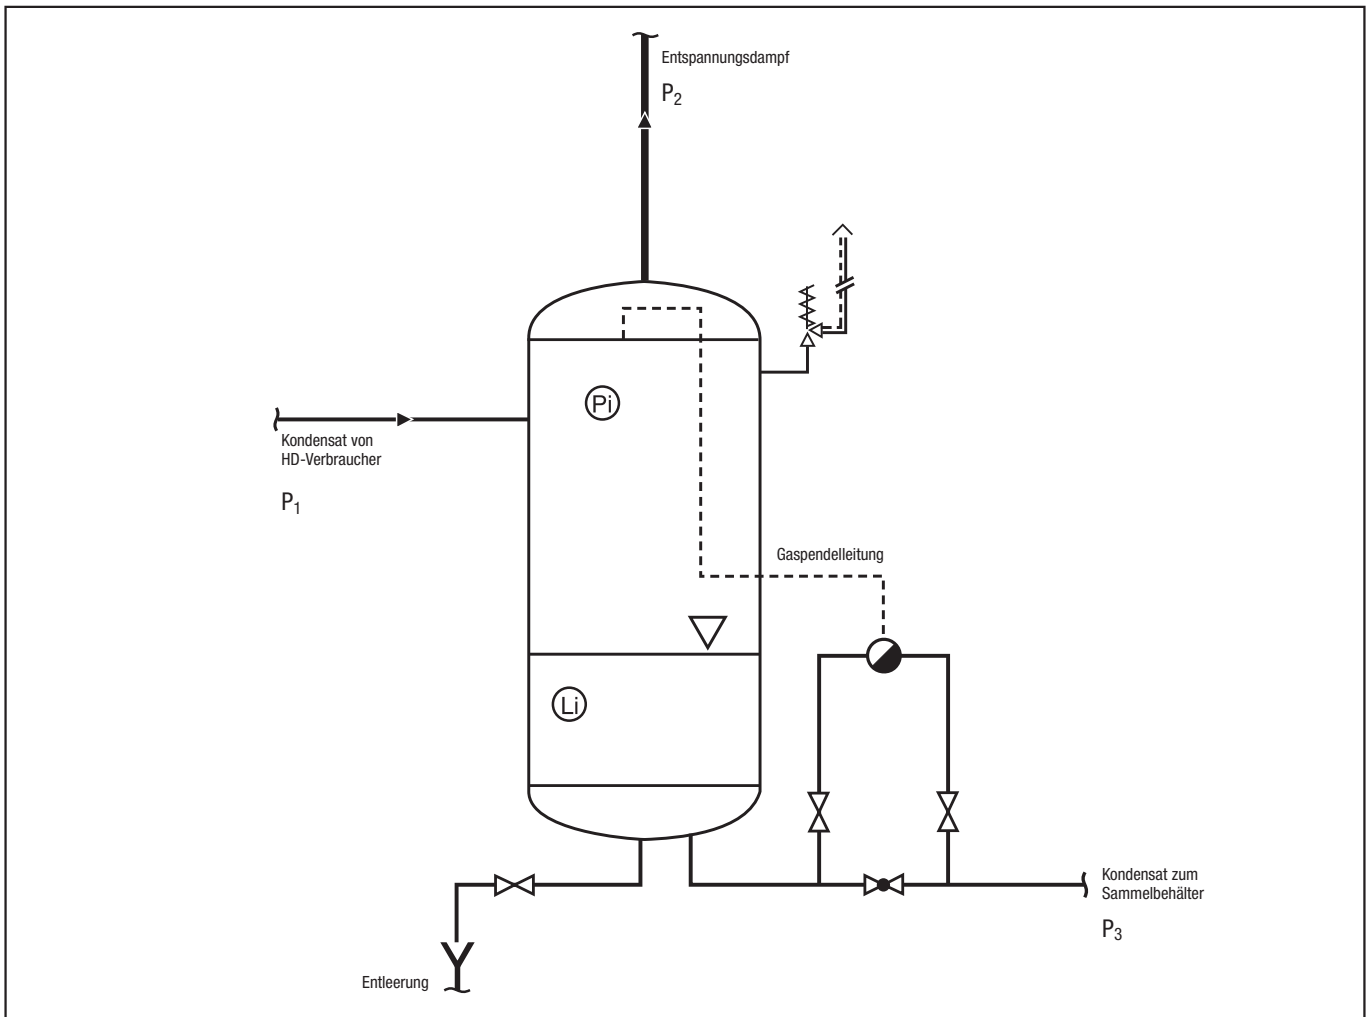 Entspannungsdampf
P₂
Pi
Kondensat von
HD-Verbraucher
P₁
Gaspendelleitung
Li
Kondensat zum
Sammelbehälter
P₃
Entleerung